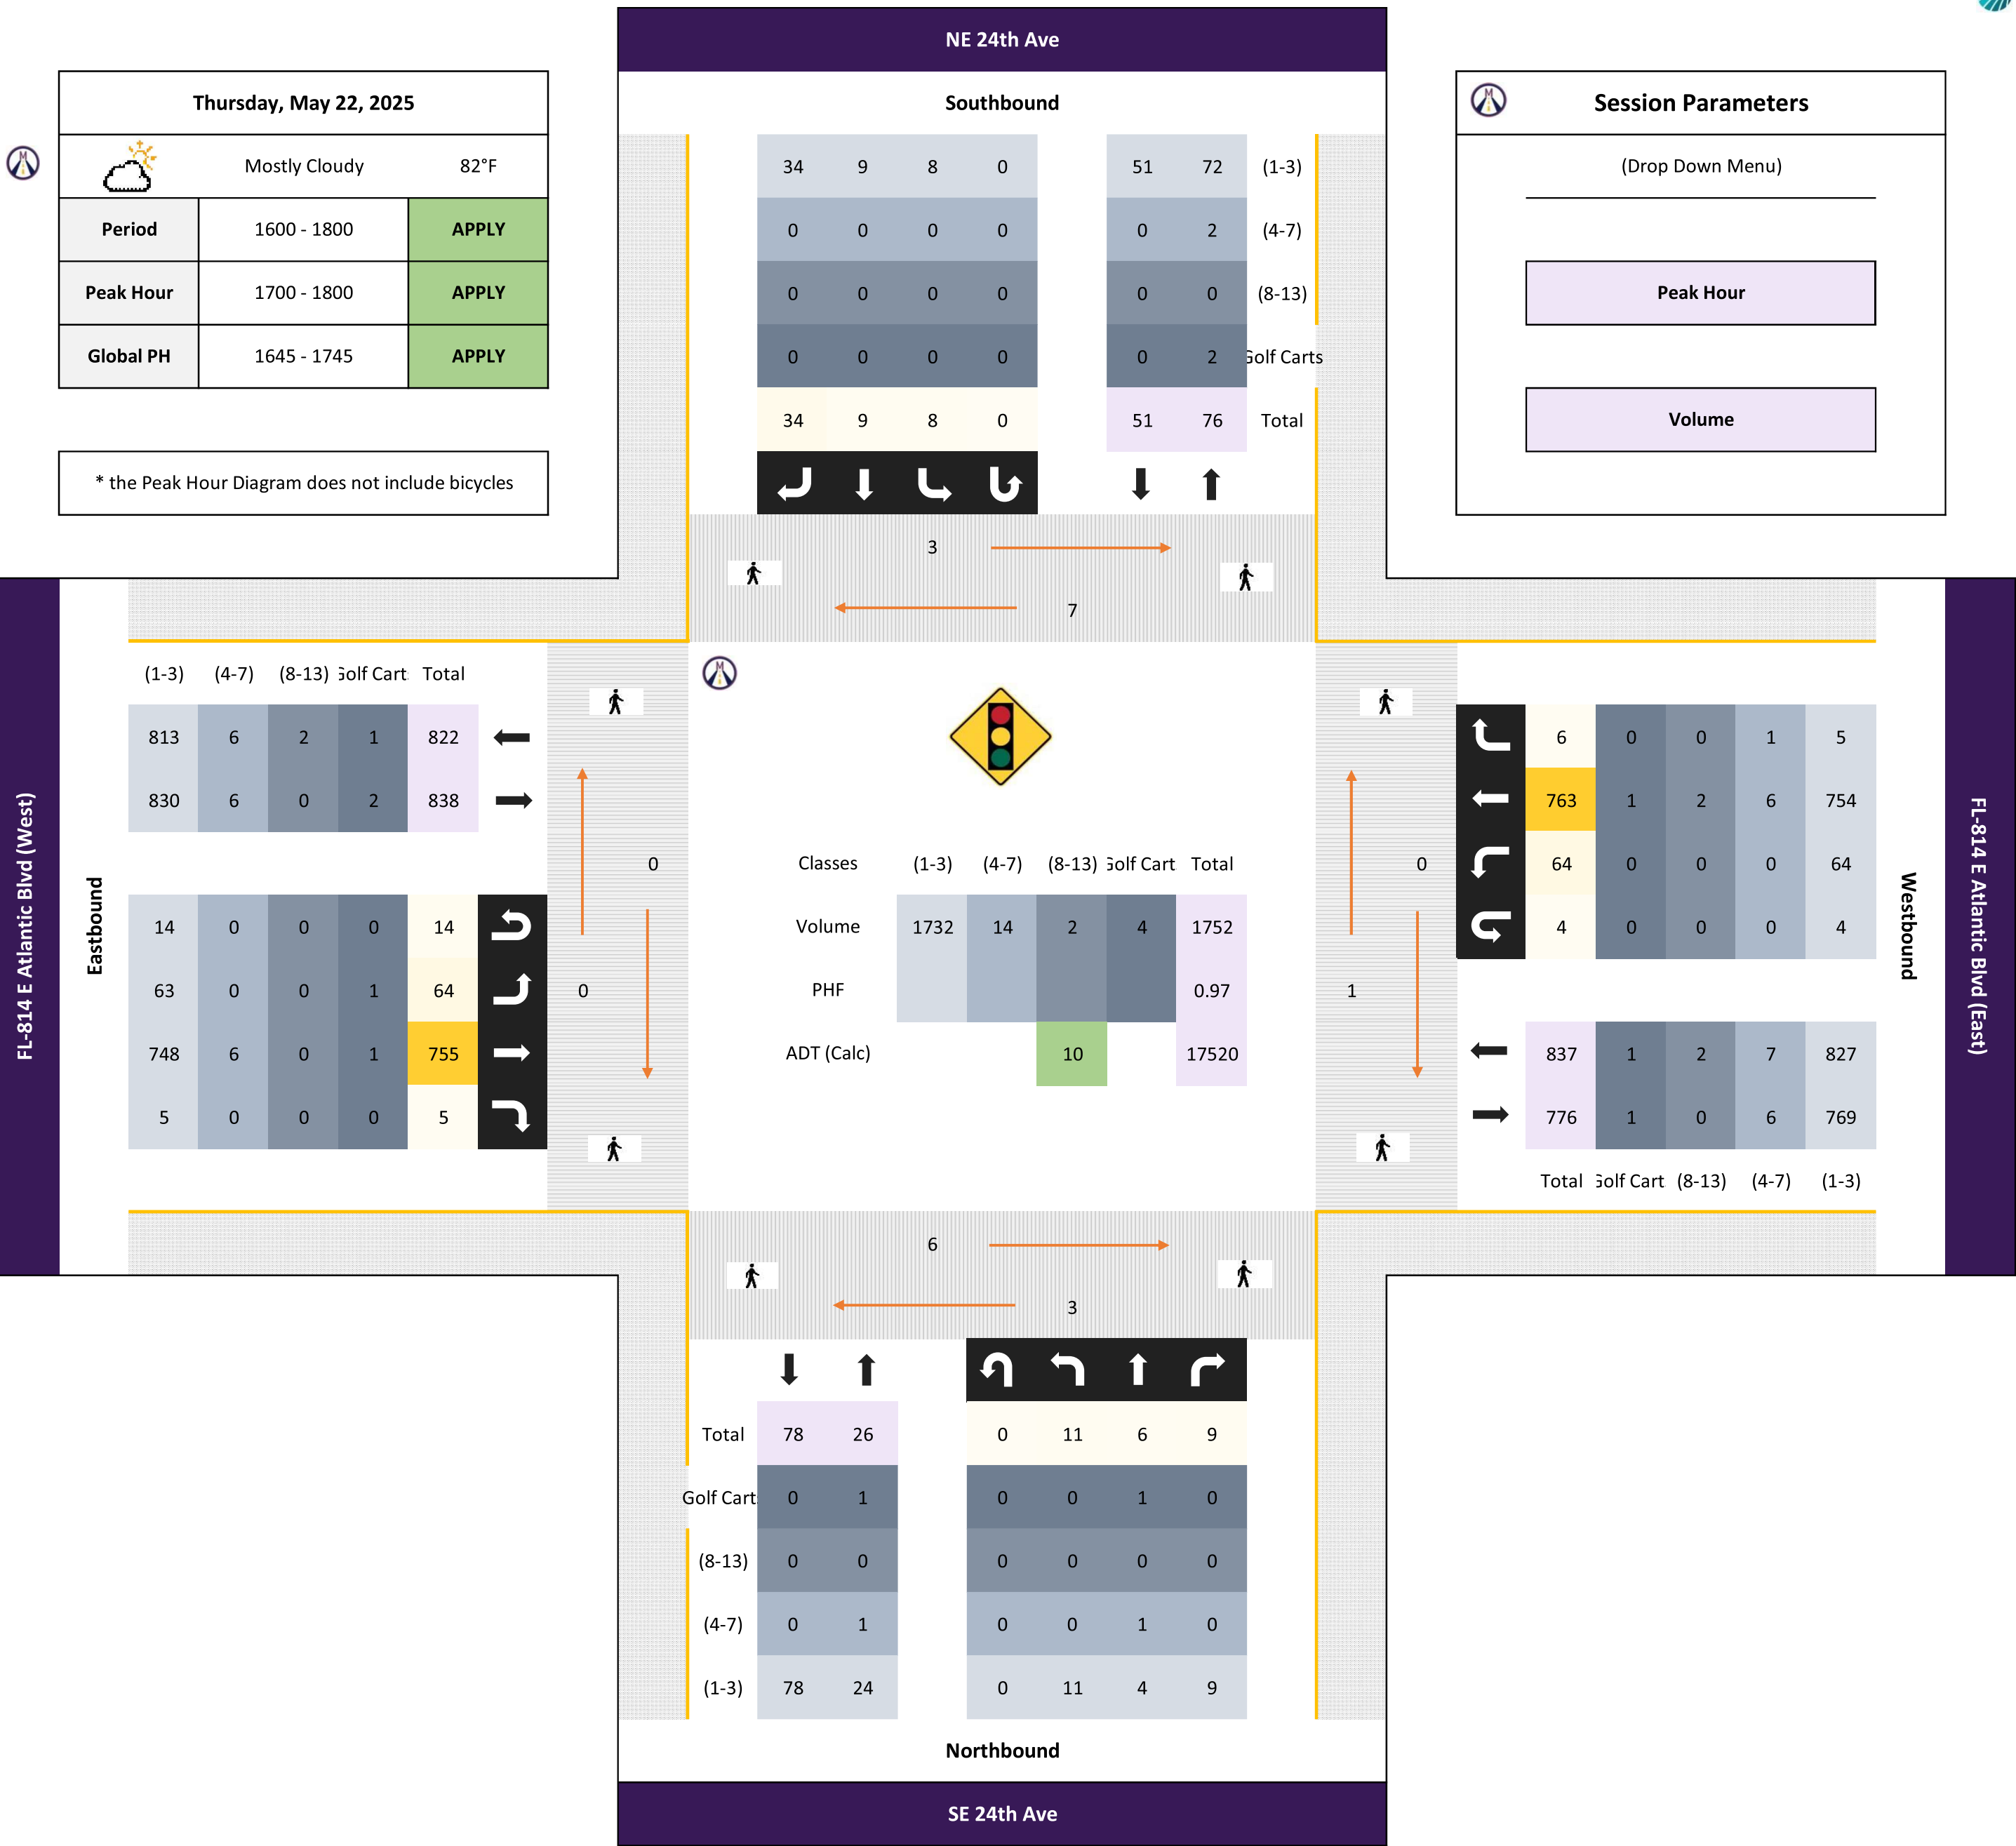 NE 24th Ave
Thursday, May 22, 2025
Mostly Cloudy 82°F
Period 1600 - 1800 APPLY
Peak Hour 1700 - 1800 APPLY
Global PH 1645 - 1745 APPLY
* the Peak Hour Diagram does not include bicycles
Southbound
34 9 8 0 51 72 (1-3)
0 0 0 0 0 2 (4-7)
0 0 0 0 0 0 (8-13)
0 0 0 0 0 2 Golf Carts
34 9 8 0 51 76 Total
Session Parameters
(Drop Down Menu)
Peak Hour
Volume
3
7
FL-814 E Atlantic Blvd (West)
Eastbound
(1-3) (4-7) (8-13) Golf Cart Total
813 6 2 1 822
830 6 0 2 838
14 0 0 0 14
63 0 0 1 64
748 6 0 1 755
5 0 0 0 5
0
0
Classes (1-3) (4-7) (8-13) Golf Cart Total
Volume 1732 14 2 4 1752
PHF 0.97
ADT (Calc) 10 17520
0
1
6 0 0 1 5
763 1 2 6 754
64 0 0 0 64
4 0 0 0 4
837 1 2 7 827
776 1 0 6 769
Total Golf Cart (8-13) (4-7) (1-3)
Westbound
FL-814 E Atlantic Blvd (East)
6
3
Total 78 26 0 11 6 9
Golf Cart 0 1 0 0 1 0
(8-13) 0 0 0 0 0 0
(4-7) 0 1 0 0 1 0
(1-3) 78 24 0 11 4 9
Northbound
SE 24th Ave